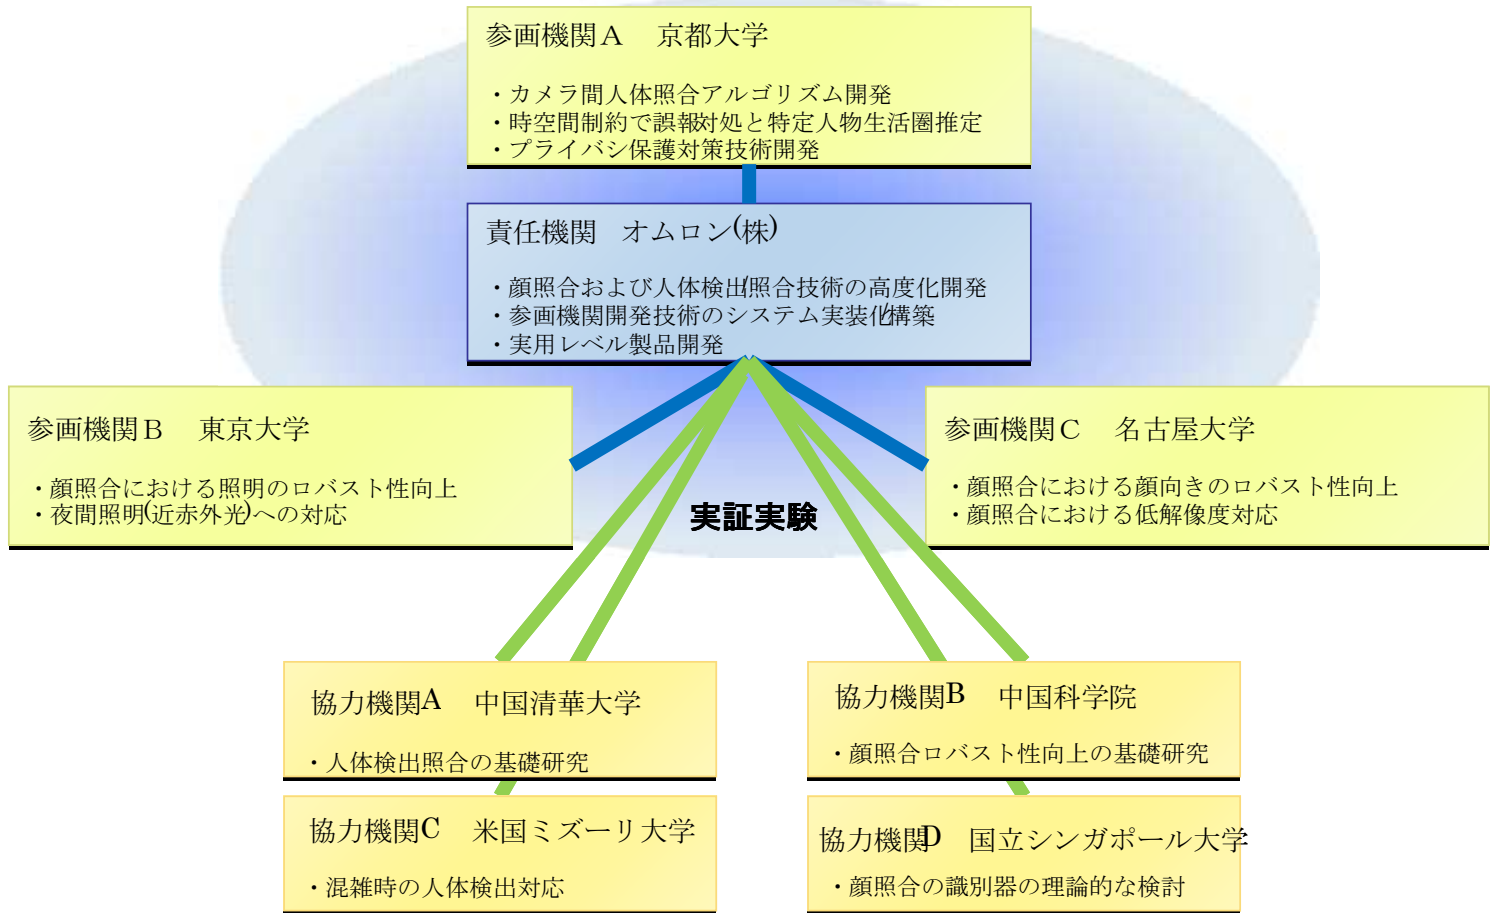 参画機関A　京都大学
・カメラ間人体照合アルゴリズム開発
・時空間制約で誤報対処と特定人物生活圏推定
・プライバシ保護対策技術開発
責任機関　オムロン(株)
・顔照合および人体検出/照合技術の高度化開発
・参画機関開発技術のシステム実装化/構築
・実用レベル製品開発
参画機関B　東京大学
・顔照合における照明のロバスト性向上
・夜間照明(近赤外光)への対応
参画機関C　名古屋大学
・顔照合における顔向きのロバスト性向上
・顔照合における低解像度対応
実証実験
協力機関A　中国清華大学
・人体検出照合の基礎研究
協力機関B　中国科学院
・顔照合ロバスト性向上の基礎研究
協力機関C　米国ミズーリ大学
・混雑時の人体検出対応
協力機関D　国立シンガポール大学
・顔照合の識別器の理論的な検討